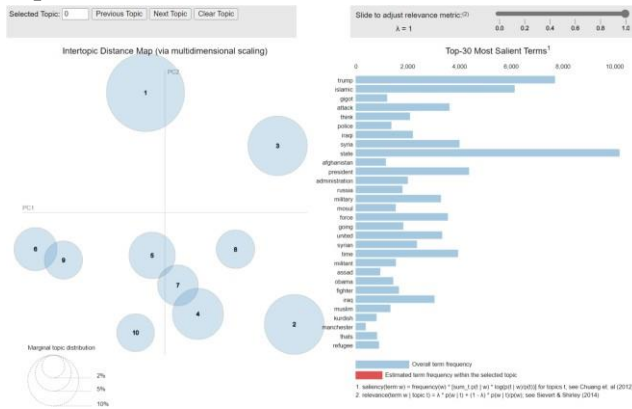 Selected Topic: 0 Previous Topic Next Topic Clear Topic
Slide to adjust relevance metric:(2)
λ = 1
0.0 0.2 0.4 0.6 0.8 1.0
Intertopic Distance Map (via multidimensional scaling)
PC2
PC1
1
3
6
9
5
8
7
4
2
10
Marginal topic distribution
2%
5%
10%
Top-30 Most Salient Terms1
0 2,000 4,000 6,000 8,000 10,000
trump
islamic
gigot
attack
think
police
iraqi
syria
state
afghanistan
president
administration
russia
military
mosul
force
going
united
syrian
time
militant
assad
obama
fighter
iraq
muslim
kurdish
manchester
thats
refugee
Overall term frequency
Estimated term frequency within the selected topic
1. saliency(term w) = frequency(w) * [sum_t p(t | w) * log(p(t | w)/p(t))] for topics t; see Chuang et. al (2012
2. relevance(term w | topic t) = λ * p(w | t) + (1 - λ) * p(w | t)/p(w); see Sievert & Shirley (2014)